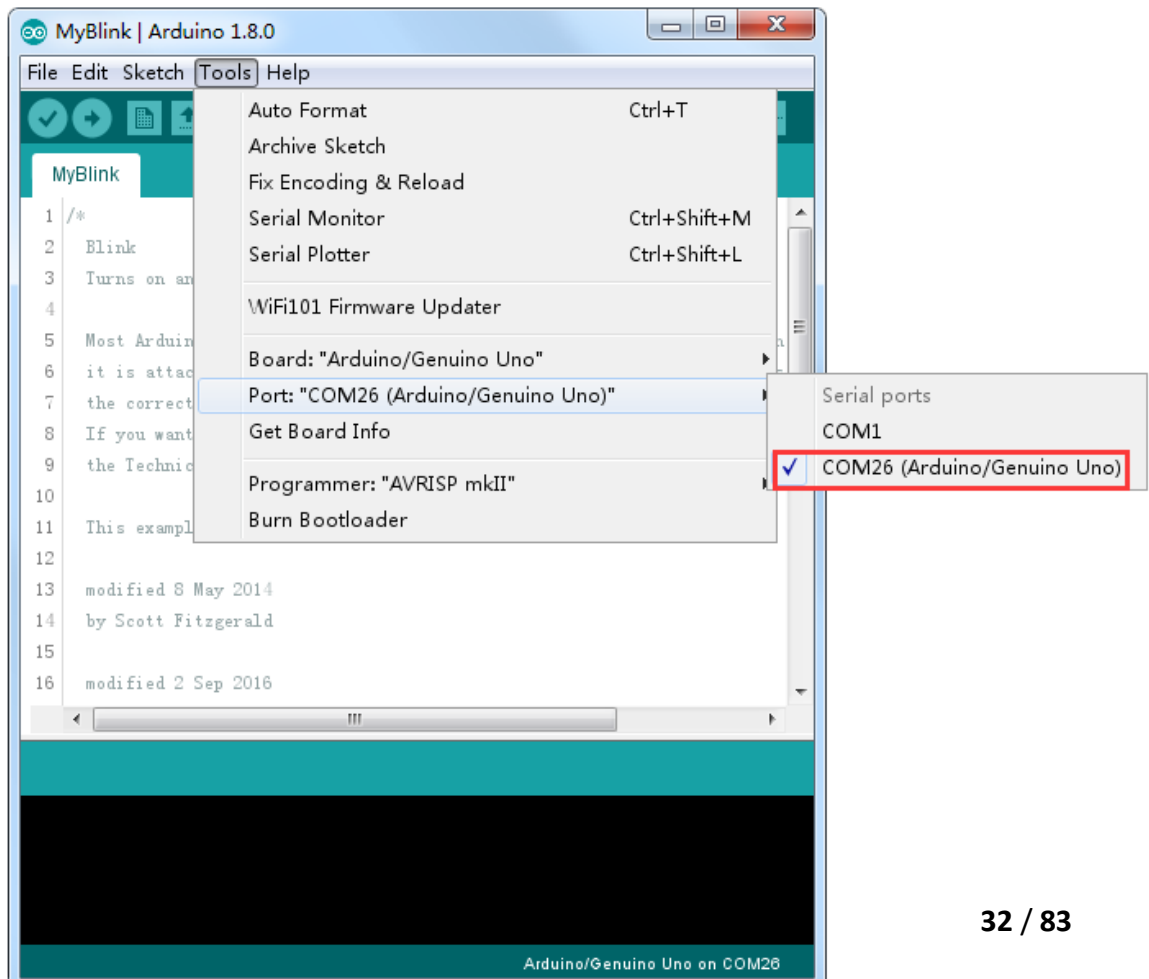 MyBlink | Arduino 1.8.0
File Edit Sketch Tools Help
Auto Format Ctrl+T
Archive Sketch
Fix Encoding & Reload
Serial Monitor Ctrl+Shift+M
Serial Plotter Ctrl+Shift+L
WiFi101 Firmware Updater
Board: "Arduino/Genuino Uno"
Port: "COM26 (Arduino/Genuino Uno)"
Get Board Info
Programmer: "AVRISP mkII"
Burn Bootloader
Serial ports
COM1
COM26 (Arduino/Genuino Uno)
MyBlink
1 /*
2 Blink
3 Turns on an
4
5 Most Arduin
6 it is attac
7 the correct
8 If you want
9 the Technic
10
11 This exampl
12
13 modified 8 May 2014
14 by Scott Fitzgerald
15
16 modified 2 Sep 2016
Arduino/Genuino Uno on COM26
32 / 83